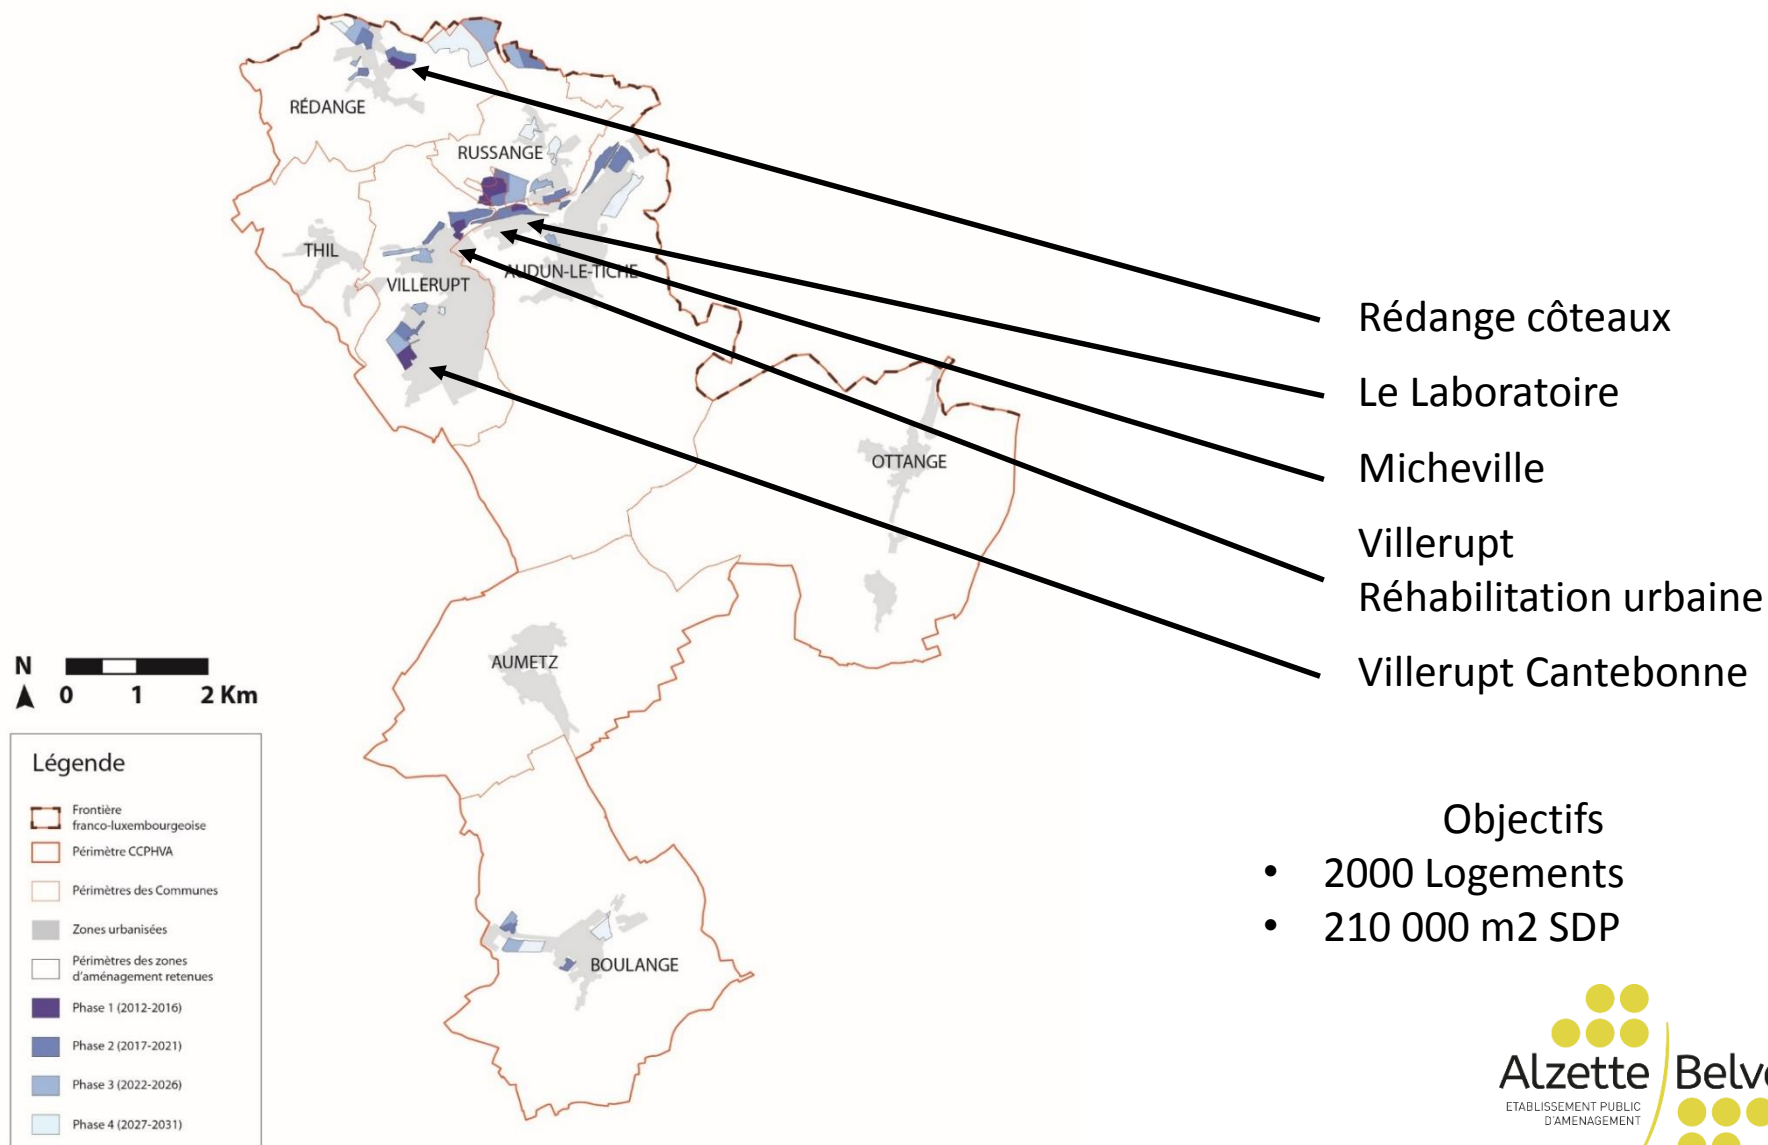 RÉDANGE
RUSSANGE
THIL
VILLERUPT
AUDUN-LE-TICHE
OTTANGE
AUMETZ
BOULANGE
Rédange côteaux
Le Laboratoire
Micheville
Villerupt
Réhabilitation urbaine
Villerupt Cantebonne
N
0 1 2 Km
Légende
Frontière
franco-luxembourgeoise
Périmètre CCPHVA
Périmètres des Communes
Zones urbanisées
Périmètres des zones
d'aménagement retenues
Phase 1 (2012-2016)
Phase 2 (2017-2021)
Phase 3 (2022-2026)
Phase 4 (2027-2031)
Objectifs
• 2000 Logements
• 210 000 m2 SDP
Alzette
ETABLISSEMENT PUBLIC
D'AMENAGEMENT